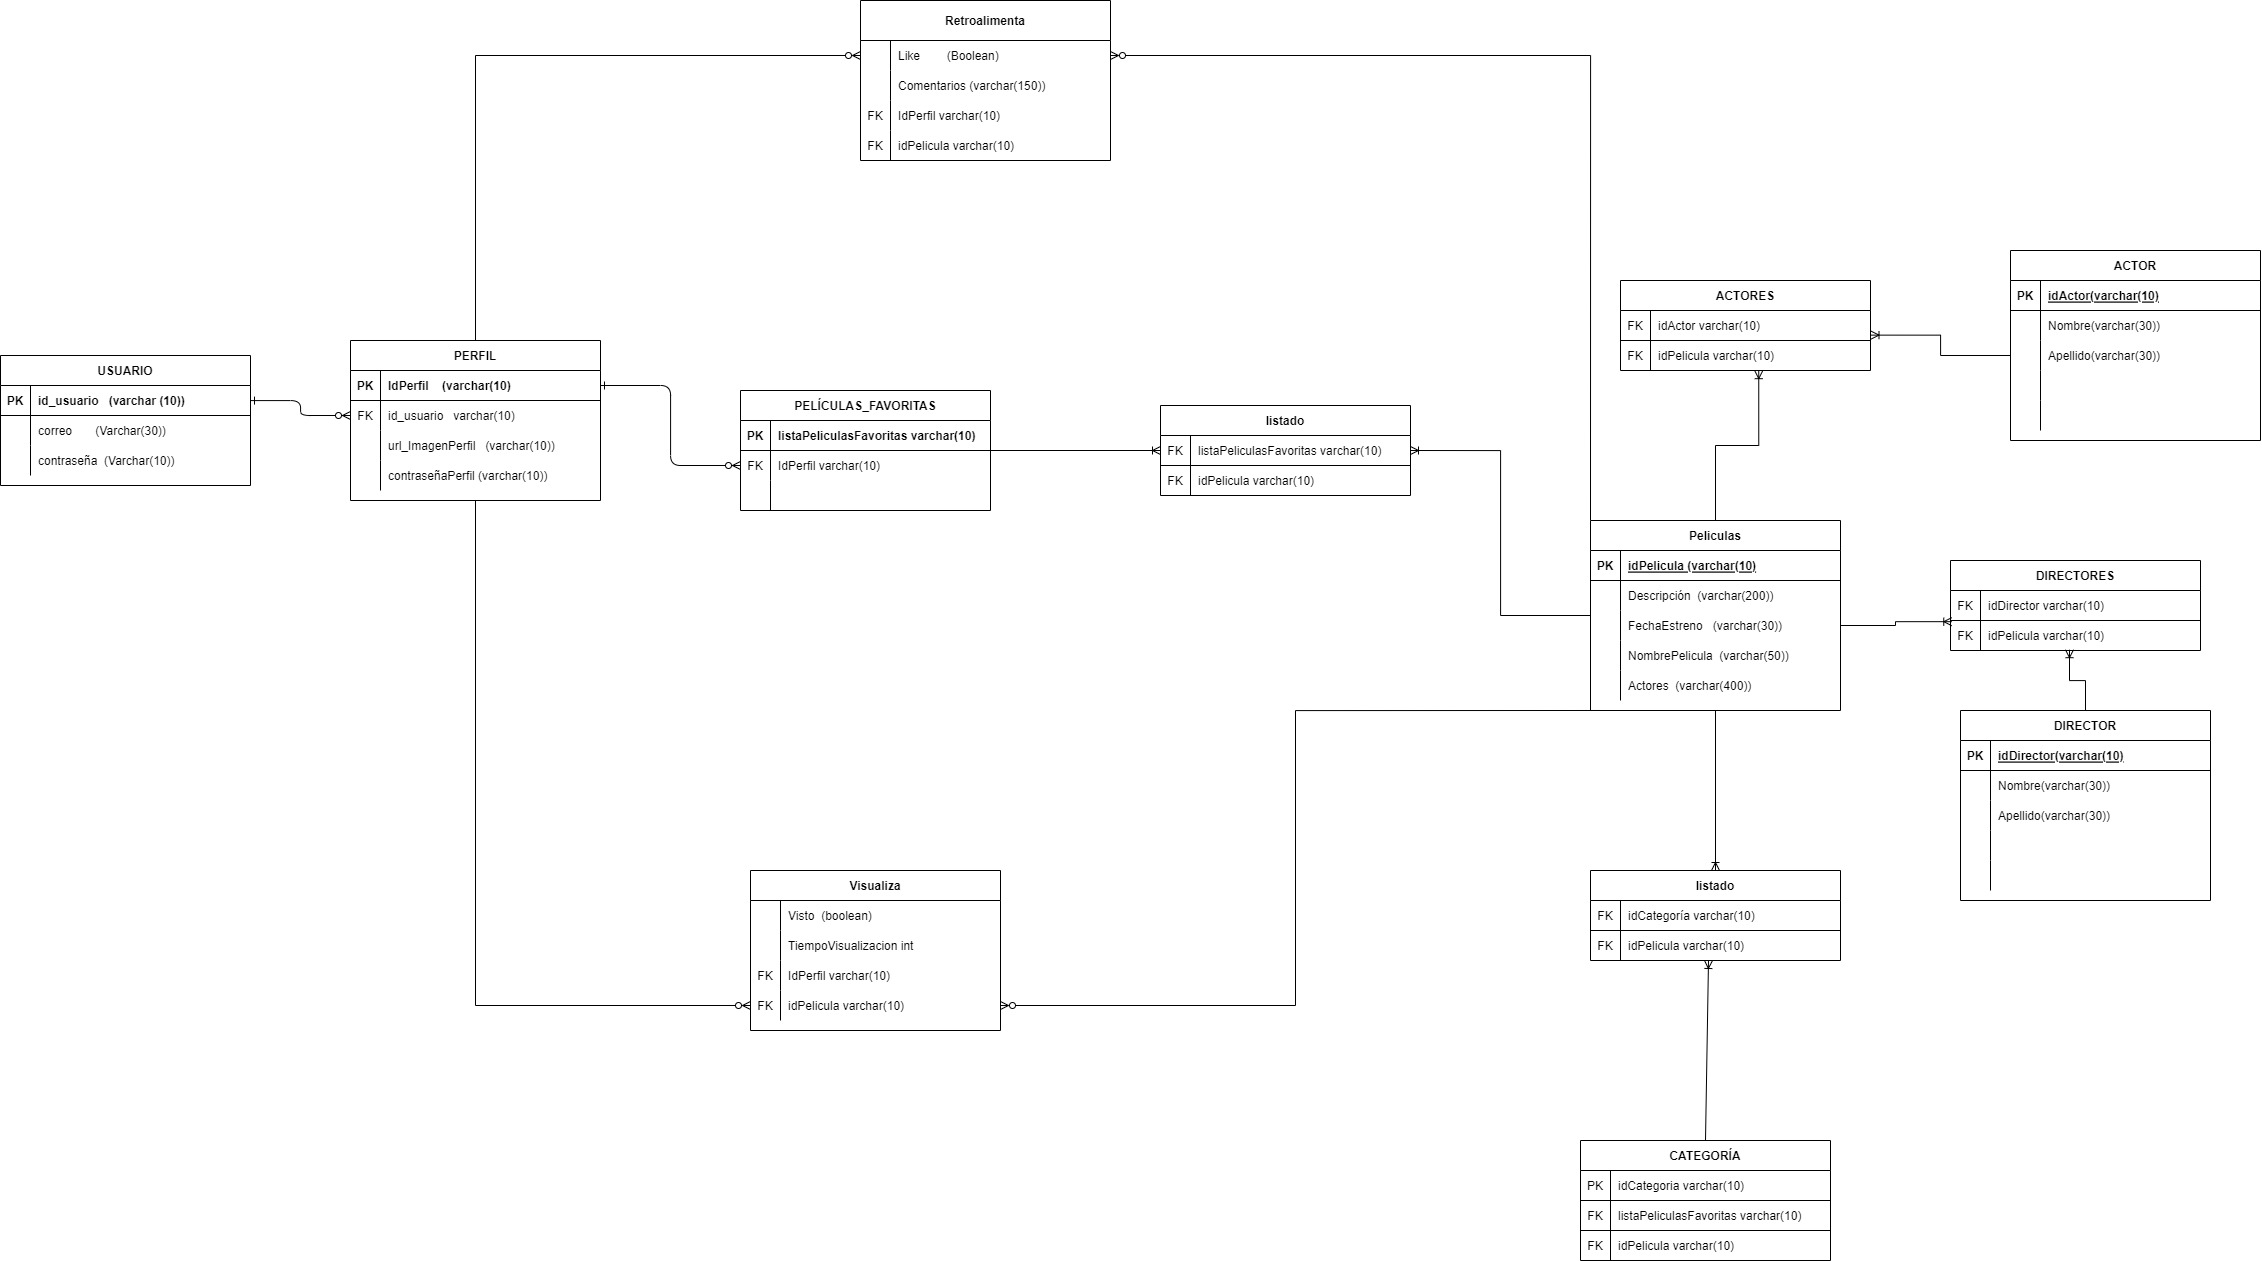 Retroalimenta
Like (Boolean)
Comentarios (varchar(150))
FK IdPerfil varchar(10)
FK idPelicula varchar(10)
ACTOR
PK idActor(varchar(10)
Nombre(varchar(30))
Apellido(varchar(30))
ACTORES
FK idActor varchar(10)
FK idPelicula varchar(10)
USUARIO
PK id_usuario (varchar (10))
correo (Varchar(30))
contraseña (Varchar(10))
PERFIL
PK IdPerfil (varchar(10)
FK id_usuario varchar(10)
url_ImagenPerfil (varchar(10))
contraseñaPerfil (varchar(10))
PELÍCULAS_FAVORITAS
PK listaPeliculasFavoritas varchar(10)
FK IdPerfil varchar(10)
listado
FK listaPeliculasFavoritas varchar(10)
FK idPelicula varchar(10)
Peliculas
PK idPelicula (varchar(10)
Descripción (varchar(200))
FechaEstreno (varchar(30))
NombrePelicula (varchar(50))
Actores (varchar(400))
DIRECTORES
FK idDirector varchar(10)
FK idPelicula varchar(10)
DIRECTOR
PK idDirector(varchar(10)
Nombre(varchar(30))
Apellido(varchar(30))
Visualiza
Visto (boolean)
TiempoVisualizacion int
FK IdPerfil varchar(10)
FK idPelicula varchar(10)
listado
FK idCategoría varchar(10)
FK idPelicula varchar(10)
CATEGORÍA
PK idCategoria varchar(10)
FK listaPeliculasFavoritas varchar(10)
FK idPelicula varchar(10)